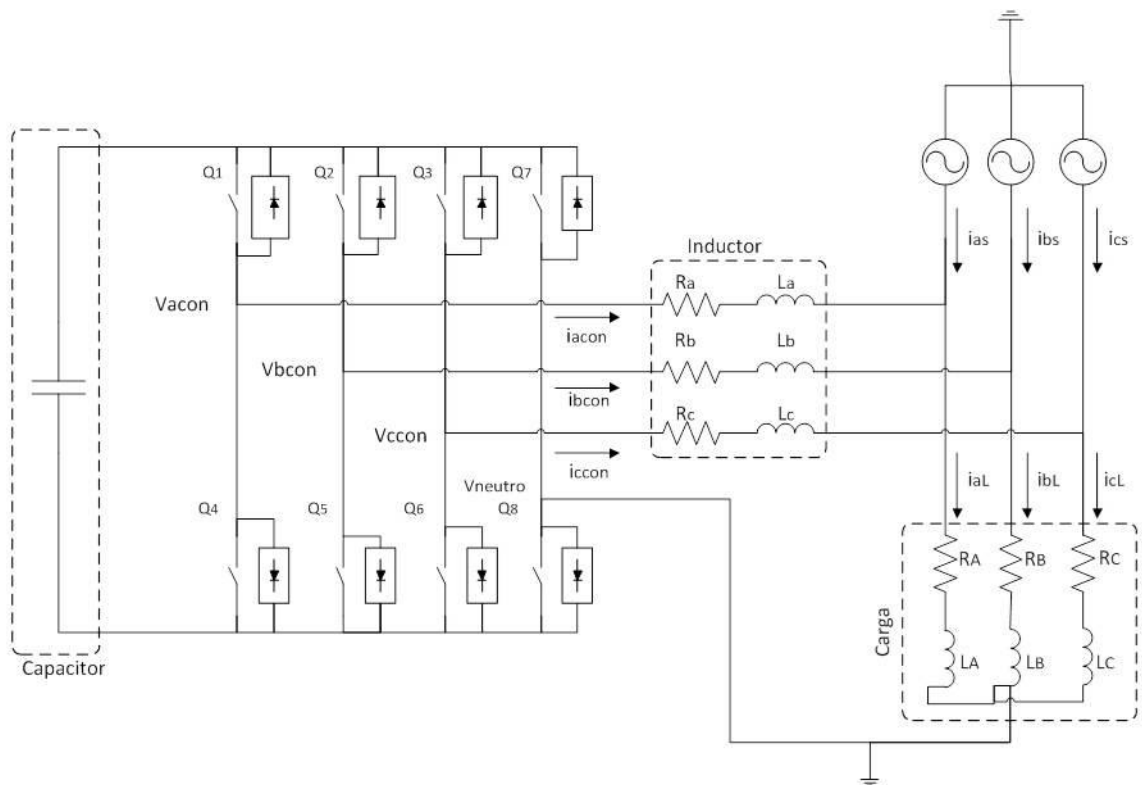 Q1
Q2
Q3
Q7
ias
ibs
ics
Inductor
Ra
La
Vacon
iacon
Rb
Lb
Vbcon
ibcon
Rc
Lc
Vccon
iccon
Vneutro
iaL
ibL
icL
Q4
Q5
Q6
Q8
RA
RB
RC
Carga
LA
LB
LC
Capacitor